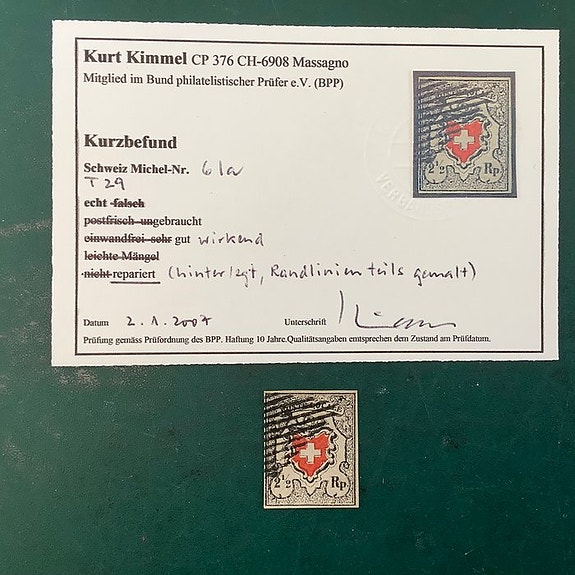 Kurt Kimmel CP 376 CH-6908 Massagno
Mitglied im Bund philatelistischer Prüfer e.V. (BPP)
Kurzbefund
Schweiz Michel-Nr. 6 Ia
T 29
echt falsch
postfrisch ungebraucht
einwandfrei sehr gut wirkend
leichte Mängel
nicht repariert (hinterlegt, Randlinien teils gemalt)
Datum 2.1.2007 Unterschrift
Prüfung gemäss Prüfordnung des BPP. Haftung 10 Jahre.Qualitätsangaben entsprechen dem Zustand am Prüfdatum.
2½ Rp.
2½ Rp.